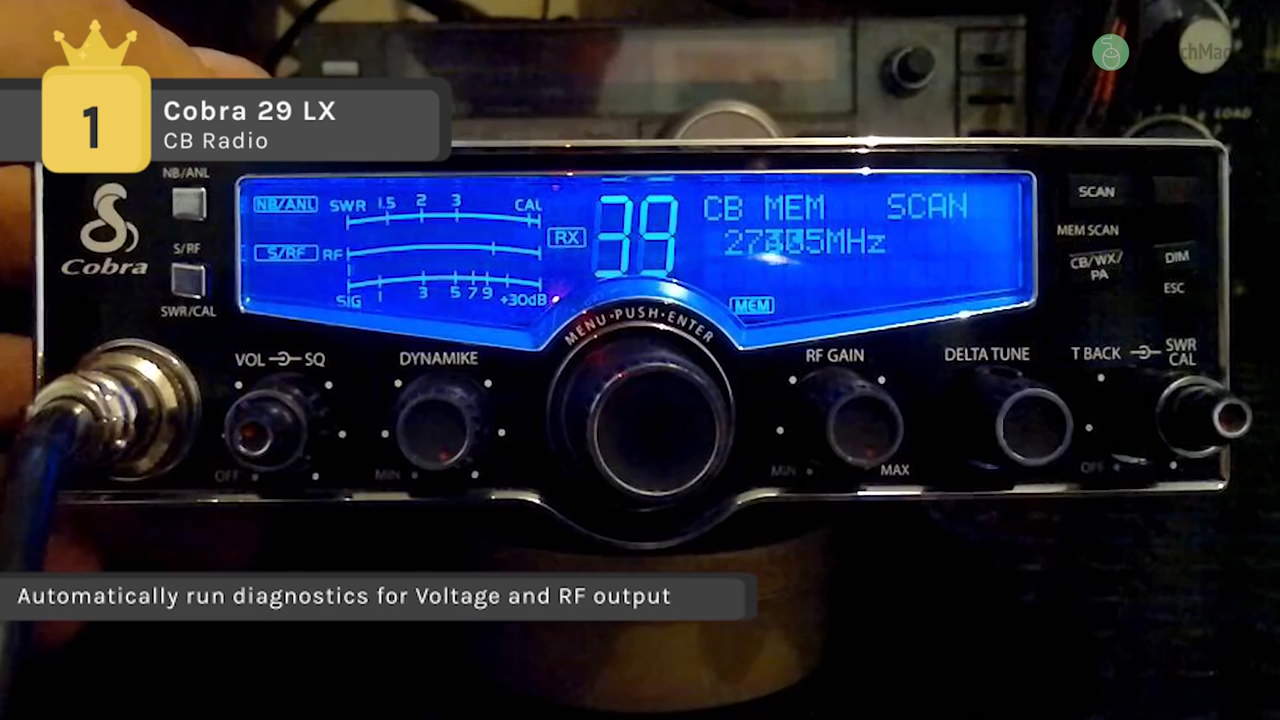 1
Cobra 29 LX
CB Radio
LOAD
NB/ANL
S/RF
SWR/CAL
Cobra
NB/ANL SWR 1.5 2 3 CAL
S/RF RF
SIG 1 3 5 7 9 +30dB
RX
39
CB MEM SCAN
MEM
SCAN
MEM SCAN
CB/WX/
PA
DIM
ESC
MENU•PUSH•ENTER
VOL SQ
OFF
DYNAMIKE
MIN
RF GAIN
MIN MAX
DELTA TUNE
T BACK SWR
CAL
OFF
Automatically run diagnostics for Voltage and RF output